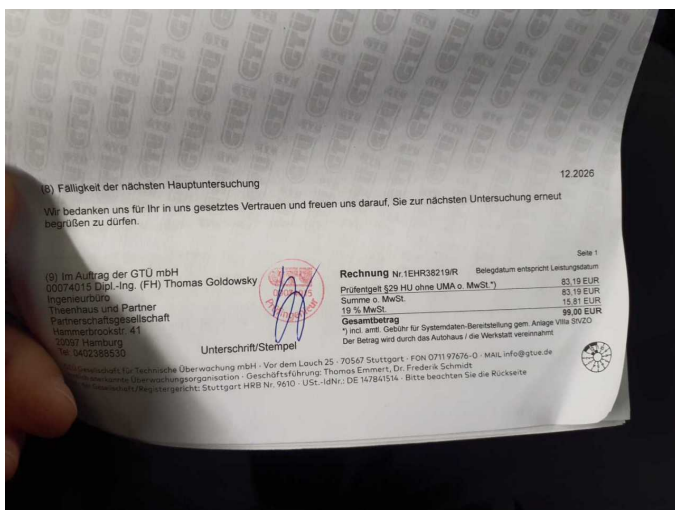 (8) Fälligkeit der nächsten Hauptuntersuchung 12.2026
Wir bedanken uns für Ihr in uns gesetztes Vertrauen und freuen uns darauf, Sie zur nächsten Untersuchung erneut
begrüßen zu dürfen.
Seite 1
(9) Im Auftrag der GTÜ mbH
00074015 Dipl.-Ing. (FH) Thomas Goldowsky
Ingenieurbüro
Theenhaus und Partner
Partnerschaftsgesellschaft
Hammerbrookstr. 41
20097 Hamburg
Tel. 0402388530
Unterschrift/Stempel
Prüfingenieur
Rechnung Nr.1EHR38219/R Belegdatum entspricht Leistungsdatum
Prüfentgelt §29 HU ohne UMA o. MwSt.*) 83,19 EUR
Summe o. MwSt. 83,19 EUR
19 % MwSt. 15,81 EUR
Gesamtbetrag 99,00 EUR
*) incl. amtl. Gebühr für Systemdaten-Bereitstellung gem. Anlage VIIIa StVZO
Der Betrag wird durch das Autohaus / die Werkstatt vereinnahmt
Gesellschaft für Technische Überwachung mbH · Vor dem Lauch 25 · 70567 Stuttgart · FON 0711 97676-0 · MAIL info@gtue.de
anerkannte Überwachungsorganisation · Geschäftsführung: Thomas Emmert, Dr. Frederik Schmidt
Gesellschaft/Registergericht: Stuttgart HRB Nr. 9610 · USt.-IdNr.: DE 147841514 · Bitte beachten Sie die Rückseite